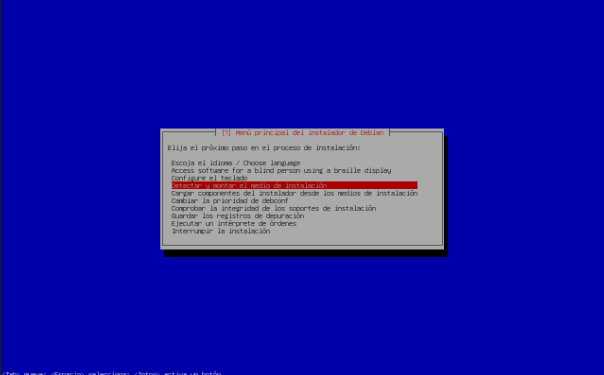 [?] Menú principal del instalador de Debian
Elija el próximo paso en el proceso de instalación:
Escoja el idioma / Choose language
Access software for a blind person using a braille display
Configure el teclado
Detectar y montar el medio de instalación
Cargar componentes del instalador desde los medios de instalación
Cambiar la prioridad de debconf
Comprobar la integridad de los soportes de instalación
Guardar los registros de depuración
Ejecutar un intérprete de órdenes
Interrumpir la instalación
<Tab> mueve; <Espacio> selecciona; <Intro> activa un botón